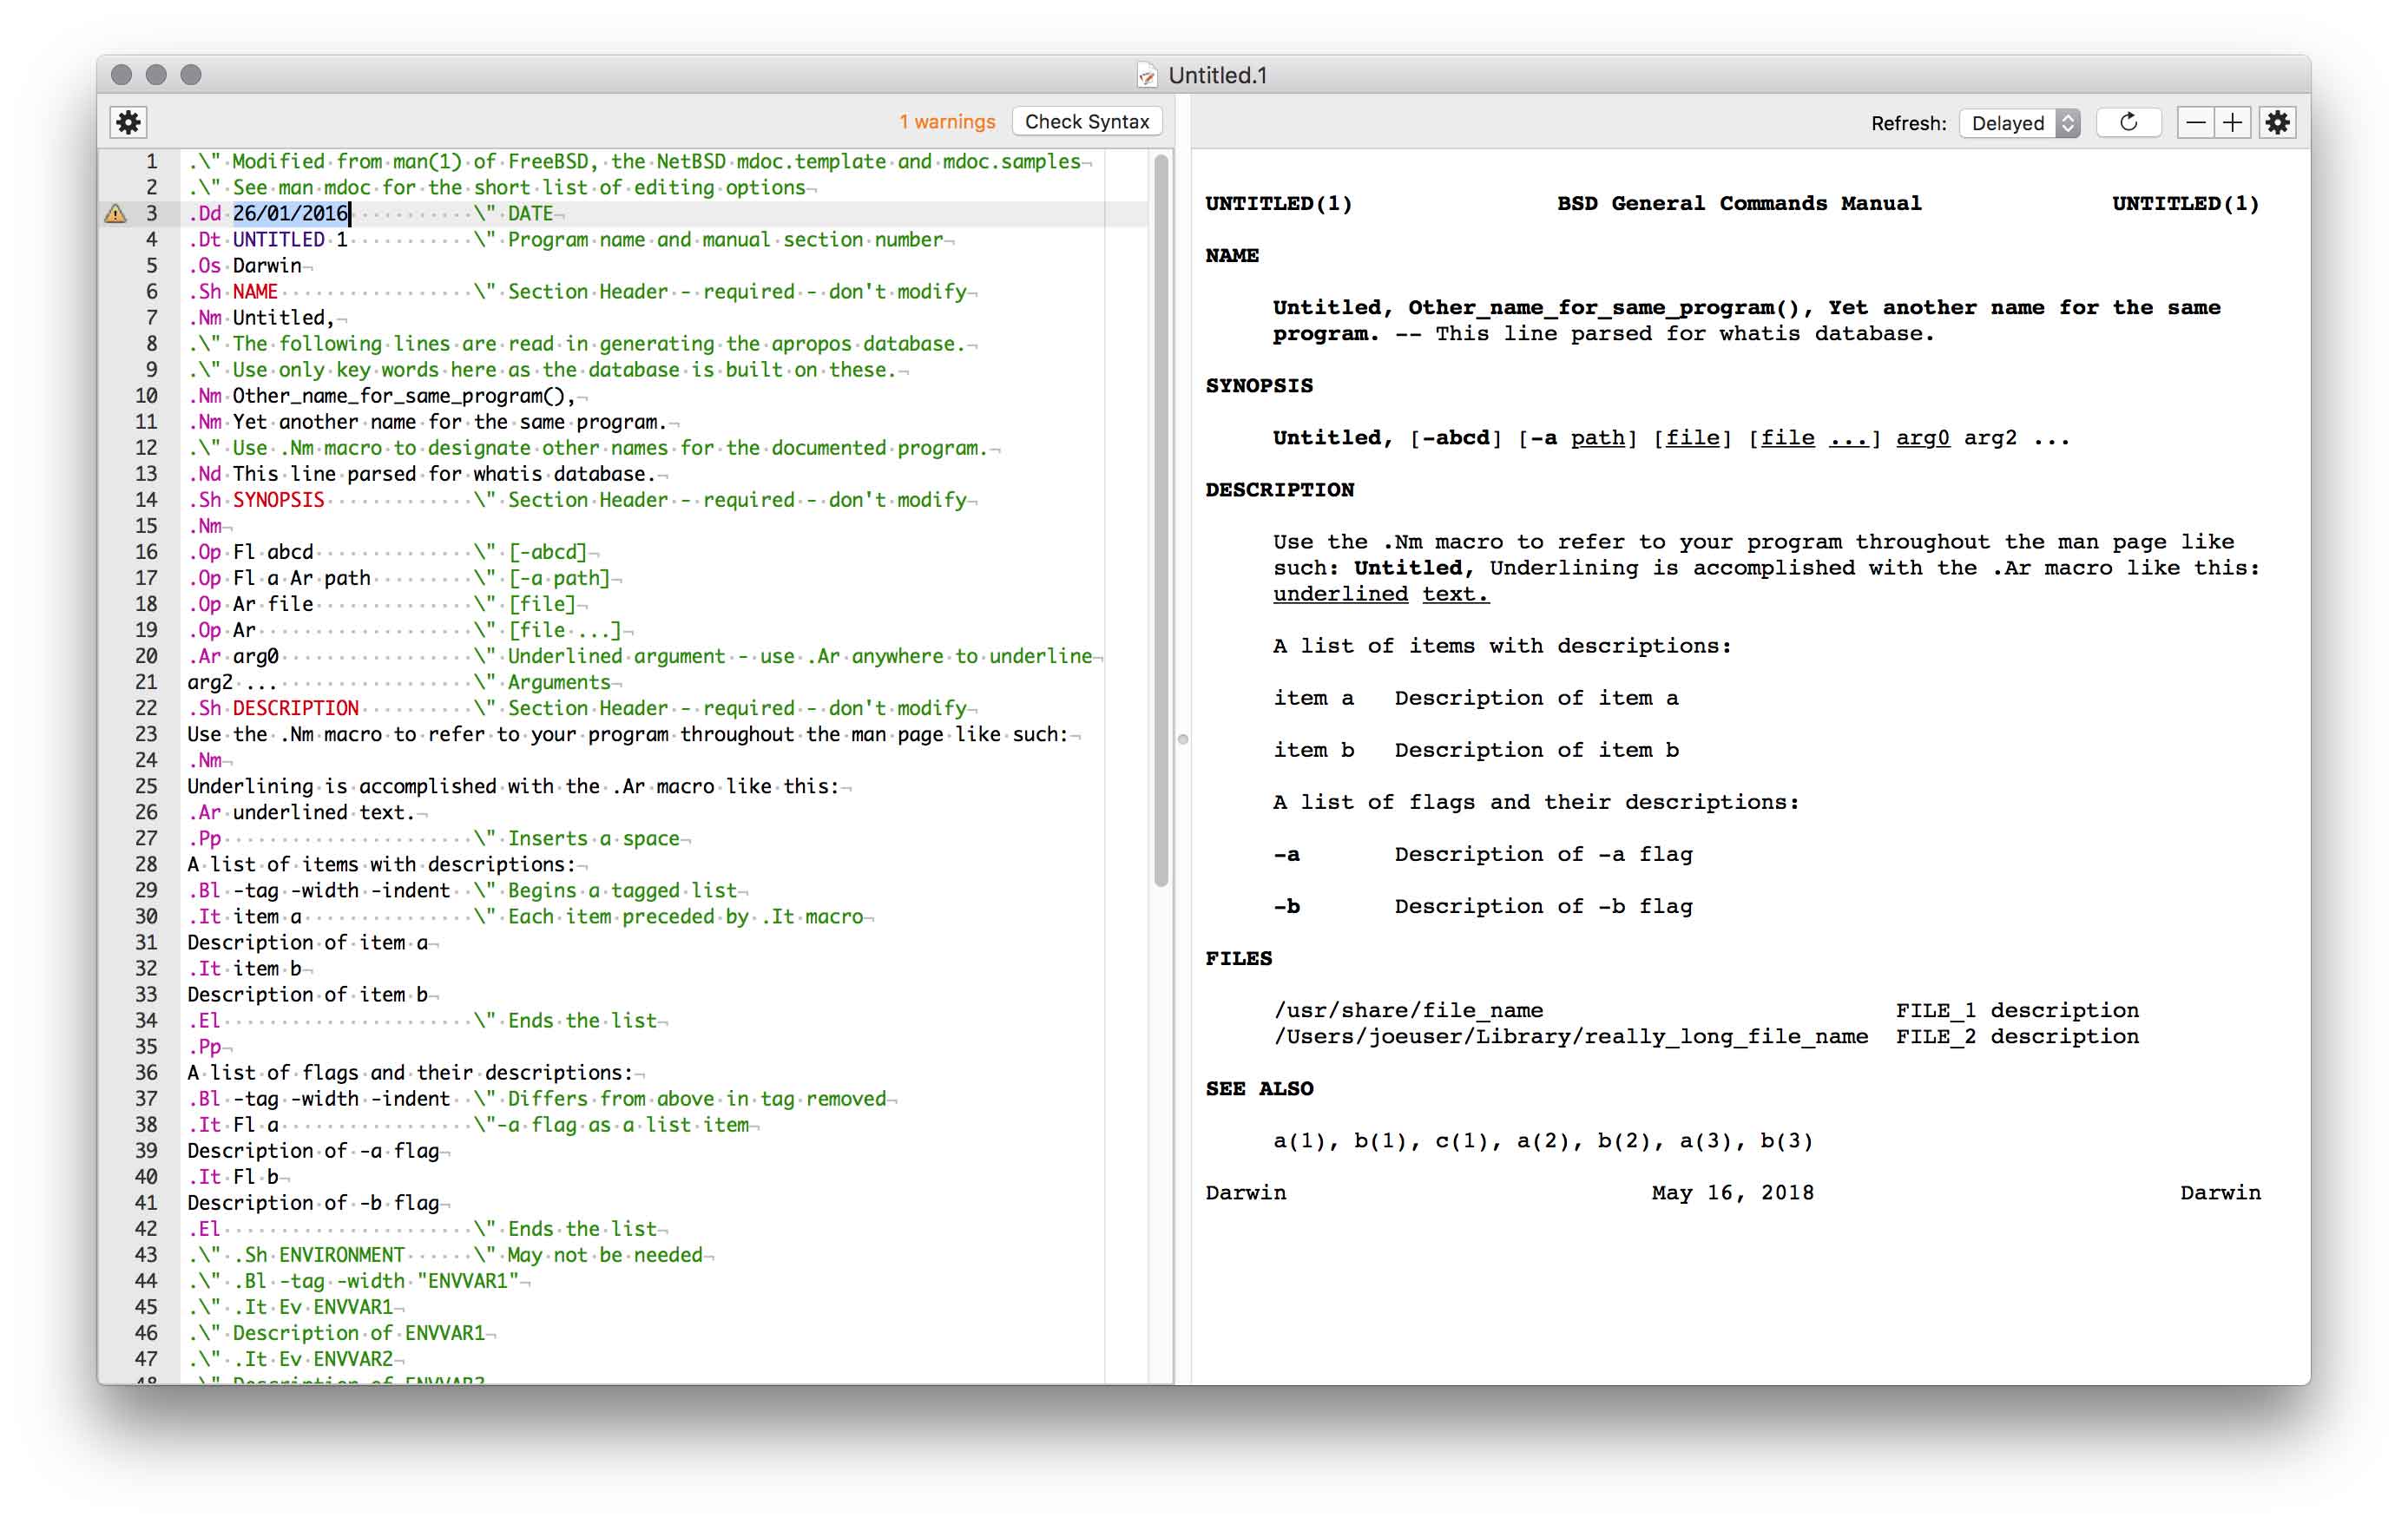 Untitled.1
1 warnings Check Syntax
Refresh: Delayed
1 .\" Modified from man(1) of FreeBSD, the NetBSD mdoc.template and mdoc.samples
2 .\" See man mdoc for the short list of editing options
3 .Dd 26/01/2016 \" DATE
4 .Dt UNTITLED 1 \" Program name and manual section number
5 .Os Darwin
6 .Sh NAME \" Section Header - required - don't modify
7 .Nm Untitled,
8 .\" The following lines are read in generating the apropos database.
9 .\" Use only key words here as the database is built on these.
10 .Nm Other_name_for_same_program(),
11 .Nm Yet another name for the same program.
12 .\" Use .Nm macro to designate other names for the documented program.
13 .Nd This line parsed for whatis database.
14 .Sh SYNOPSIS \" Section Header - required - don't modify
15 .Nm
16 .Op Fl abcd \" [-abcd]
17 .Op Fl a Ar path \" [-a path]
18 .Op Ar file \" [file]
19 .Op Ar \" [file ...]
20 .Ar arg0 \" Underlined argument - use .Ar anywhere to underline
21 arg2 ... \" Arguments
22 .Sh DESCRIPTION \" Section Header - required - don't modify
23 Use the .Nm macro to refer to your program throughout the man page like such:
24 .Nm
25 Underlining is accomplished with the .Ar macro like this:
26 .Ar underlined text.
27 .Pp \" Inserts a space
28 A list of items with descriptions:
29 .Bl -tag -width -indent \" Begins a tagged list
30 .It item a \" Each item preceded by .It macro
31 Description of item a
32 .It item b
33 Description of item b
34 .El \" Ends the list
35 .Pp
36 A list of flags and their descriptions:
37 .Bl -tag -width -indent \" Differs from above in tag removed
38 .It Fl a \"-a flag as a list item
39 Description of -a flag
40 .It Fl b
41 Description of -b flag
42 .El \" Ends the list
43 .\" .Sh ENVIRONMENT \" May not be needed
44 .\" .Bl -tag -width "ENVVAR1"
45 .\" .It Ev ENVVAR1
46 .\" Description of ENVVAR1
47 .\" .It Ev ENVVAR2
UNTITLED(1) BSD General Commands Manual UNTITLED(1)
NAME
Untitled, Other_name_for_same_program(), Yet another name for the same
program. -- This line parsed for whatis database.
SYNOPSIS
Untitled, [-abcd] [-a path] [file] [file ...] arg0 arg2 ...
DESCRIPTION
Use the .Nm macro to refer to your program throughout the man page like
such: Untitled, Underlining is accomplished with the .Ar macro like this:
underlined text.
A list of items with descriptions:
item a Description of item a
item b Description of item b
A list of flags and their descriptions:
-a Description of -a flag
-b Description of -b flag
FILES
/usr/share/file_name FILE_1 description
/Users/joeuser/Library/really_long_file_name FILE_2 description
SEE ALSO
a(1), b(1), c(1), a(2), b(2), a(3), b(3)
Darwin May 16, 2018 Darwin